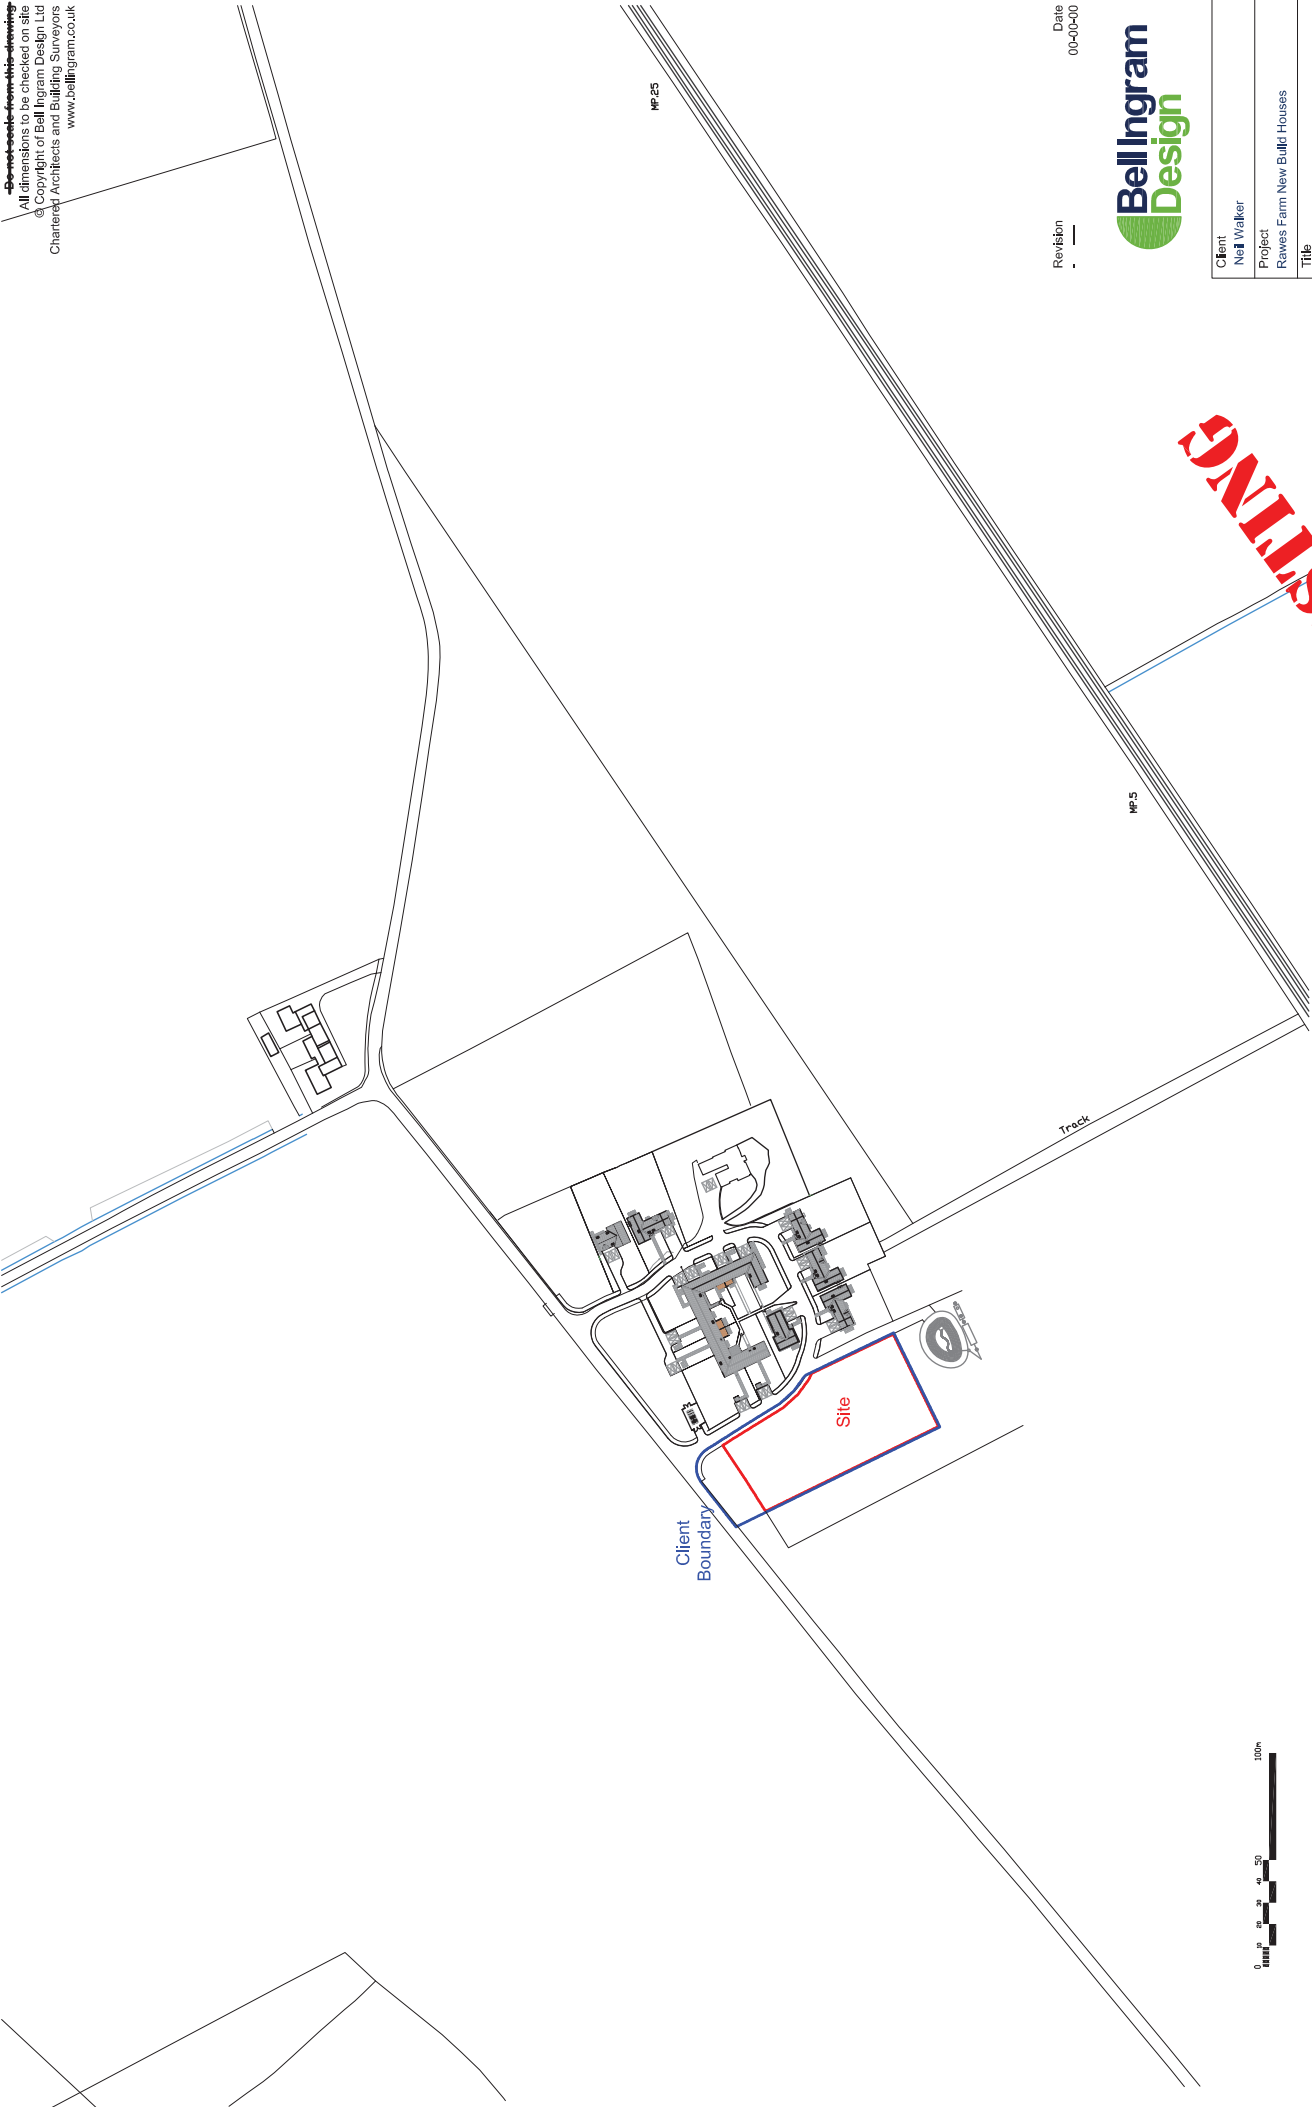 Do not scale from this drawing
All dimensions to be checked on site
© Copyright of Bell Ingram Design Ltd
Chartered Architects and Building Surveyors
www.bellingram.co.uk
MP.25
Revision
Date
-
00-00-00
Bell Ingram
Design
Client
Neil Walker
Project
Rawes Farm New Build Houses
Title
STING
MP.5
Track
Site
Client
Boundary
0 10 20 30 40 50 100m